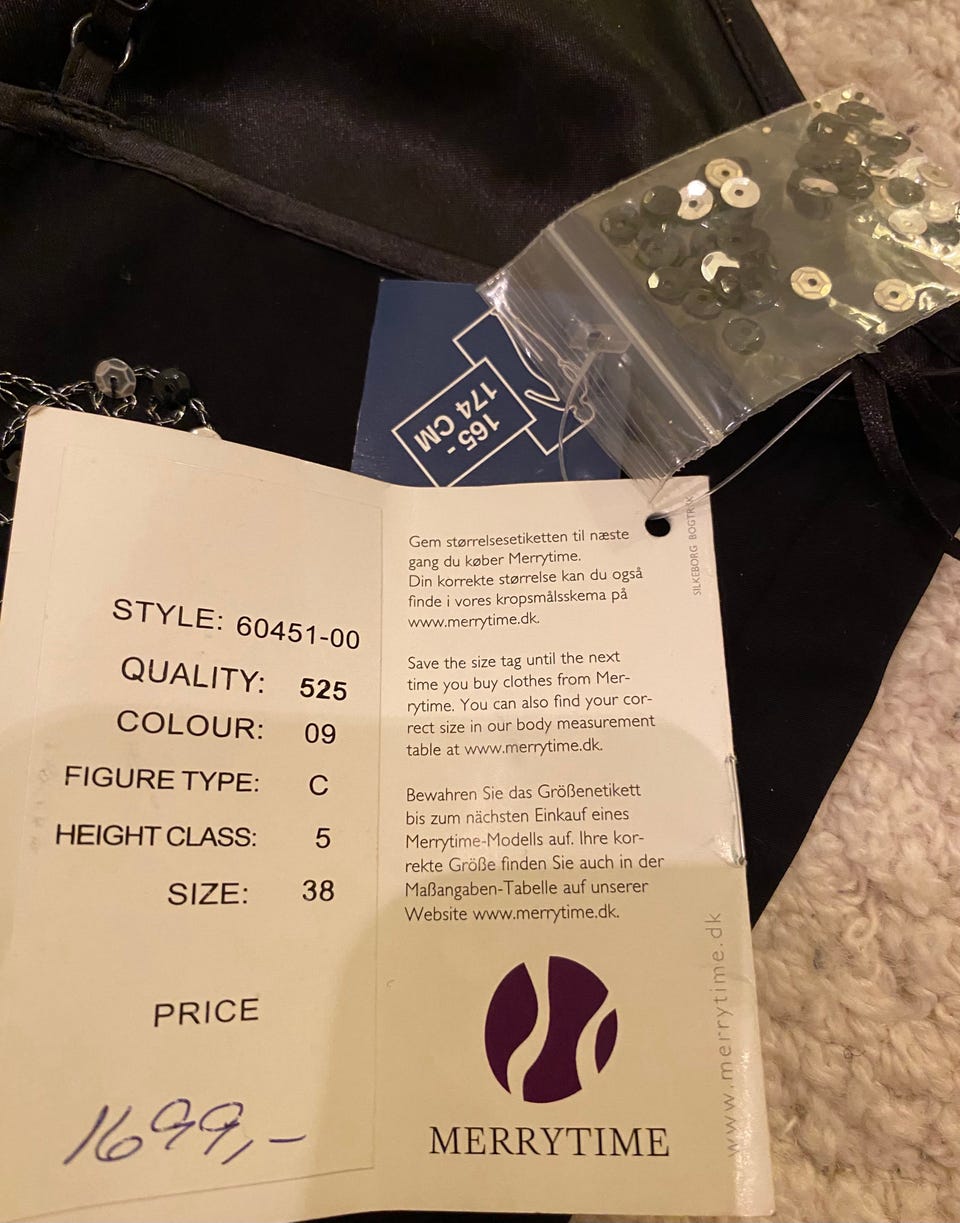 165 -
174 CM
STYLE: 60451-00
QUALITY: 525
COLOUR: 09
FIGURE TYPE: C
HEIGHT CLASS: 5
SIZE: 38
PRICE
1699,-
Gem størrelsesetiketten til næste
gang du køber Merrytime.
Din korrekte størrelse kan du også
finde i vores kropsmålsskema på
www.merrytime.dk.
Save the size tag until the next
time you buy clothes from Mer-
rytime. You can also find your cor-
rect size in our body measurement
table at www.merrytime.dk.
Bewahren Sie das Größenetikett
bis zum nächsten Einkauf eines
Merrytime-Modells auf. Ihre kor-
rekte Größe finden Sie auch in der
Maßangaben-Tabelle auf unserer
Website www.merrytime.dk.
MERRYTIME
SILKEBORG BOGTRYK
www.merrytime.dk